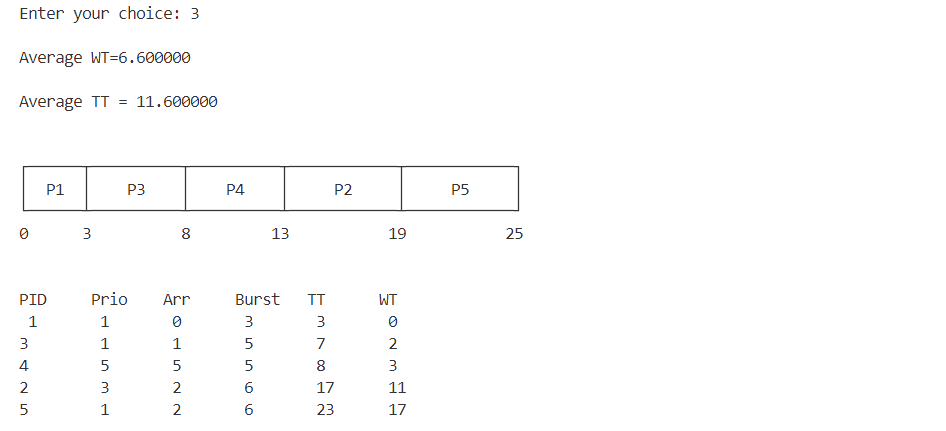 Enter your choice: 3
Average WT=6.600000
Average TT = 11.600000
P1 P3 P4 P2 P5
0 3 8 13 19 25
PID Prio Arr Burst TT WT
1 1 0 3 3 0
3 1 1 5 7 2
4 5 5 5 8 3
2 3 2 6 17 11
5 1 2 6 23 17